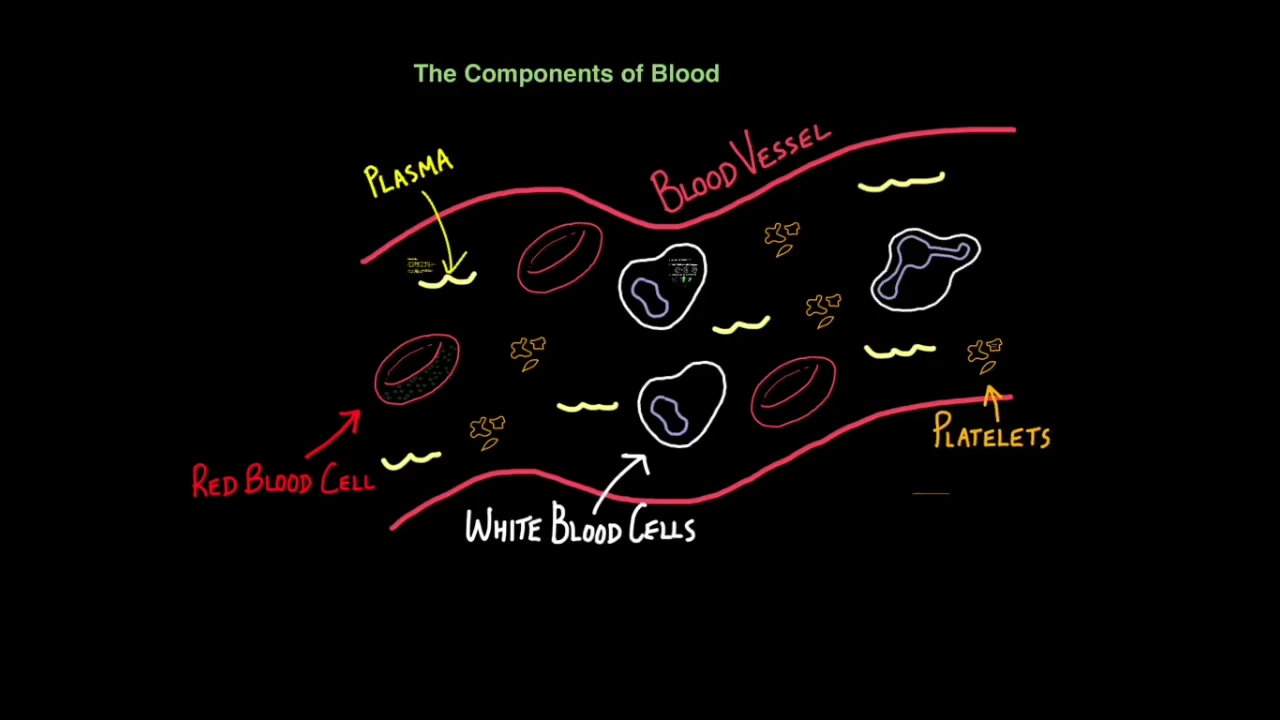 The Components of Blood
BLOOD VESSEL
PLASMA
RED BLOOD CELL
WHITE BLOOD CELLS
PLATELETS